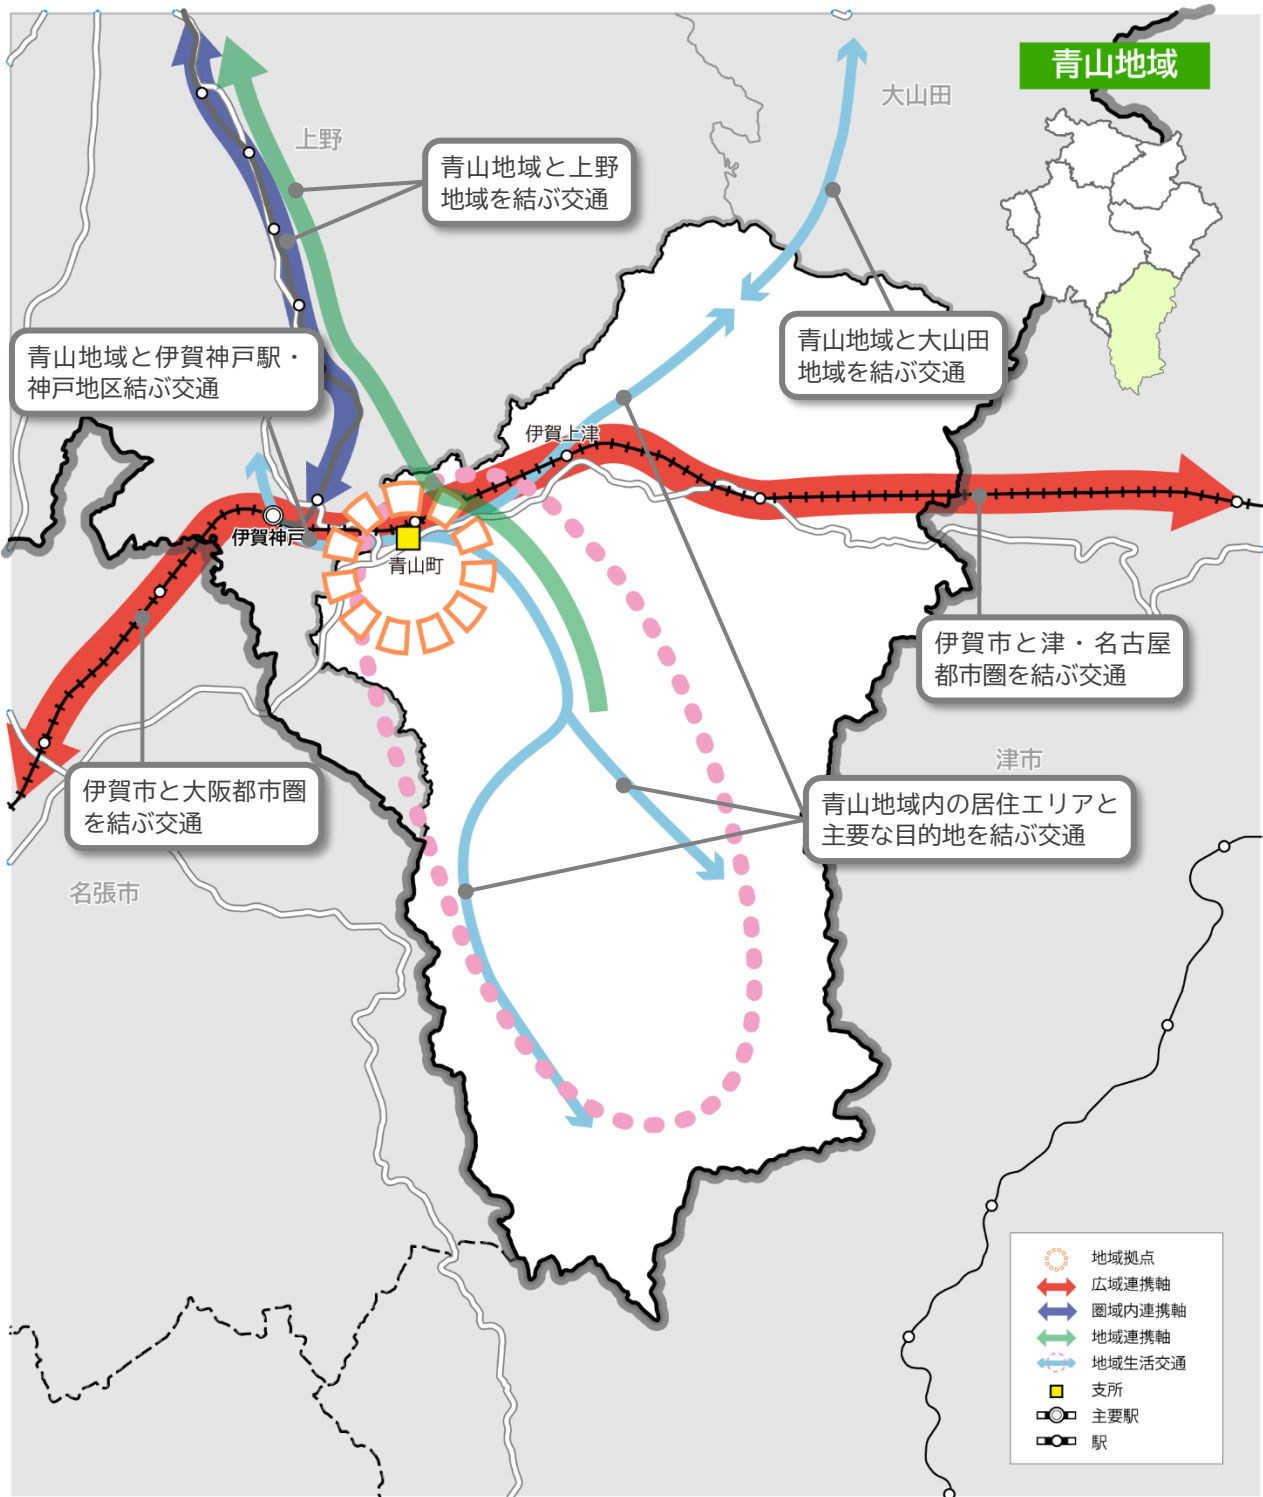 青山地域
大山田
上野
青山地域と上野
地域を結ぶ交通
青山地域と伊賀神戸駅・
神戸地区結ぶ交通
青山地域と大山田
地域を結ぶ交通
伊賀上津
伊賀神戸
青山町
伊賀市と津・名古屋
都市圏を結ぶ交通
津市
伊賀市と大阪都市圏
を結ぶ交通
青山地域内の居住エリアと
主要な目的地を結ぶ交通
名張市
地域拠点
広域連携軸
圏域内連携軸
地域連携軸
地域生活交通
支所
主要駅
駅